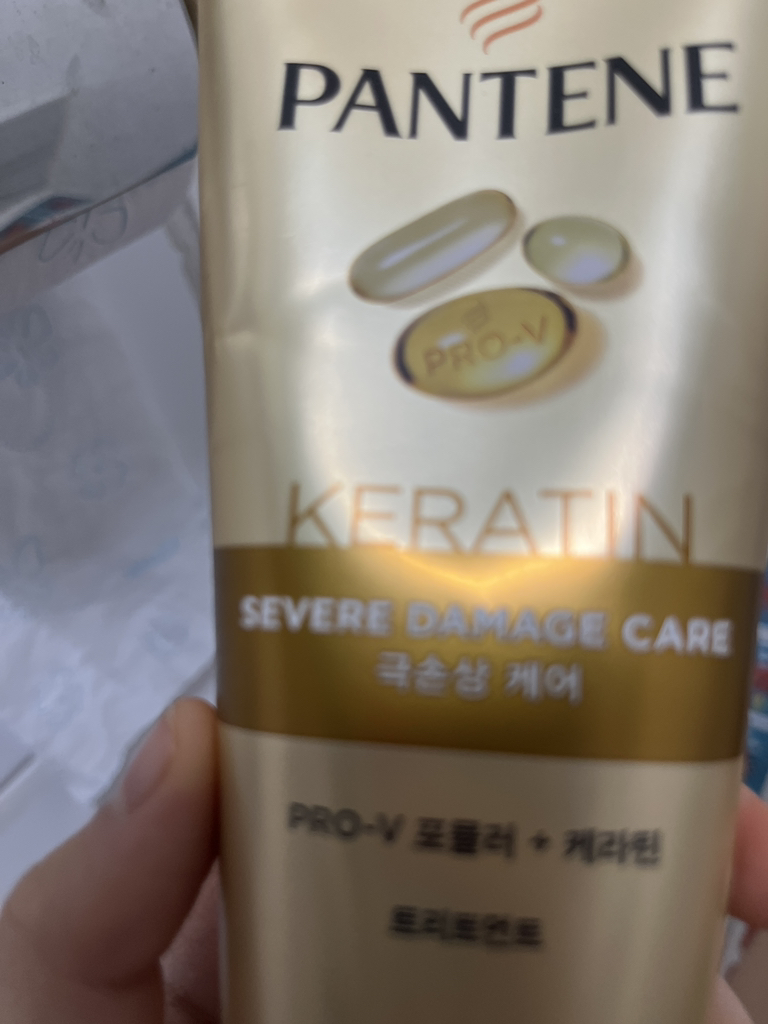 PANTENE
PRO-V
KERATIN
SEVERE DAMAGE CARE
극손상 케어
PRO-V 포뮬러 + 케라틴
트리트먼트